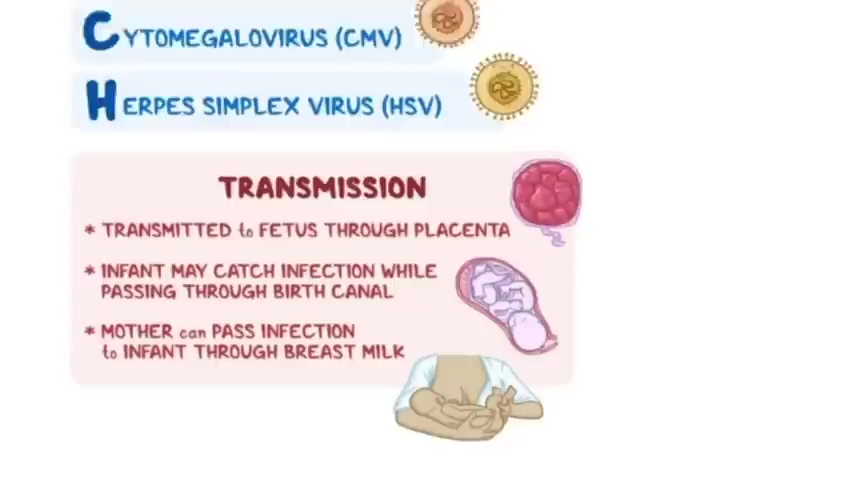 CYTOMEGALOVIRUS (CMV)
HERPES SIMPLEX VIRUS (HSV)
TRANSMISSION
* TRANSMITTED to FETUS THROUGH PLACENTA
* INFANT MAY CATCH INFECTION WHILE
PASSING THROUGH BIRTH CANAL
* MOTHER can PASS INFECTION
to INFANT THROUGH BREAST MILK